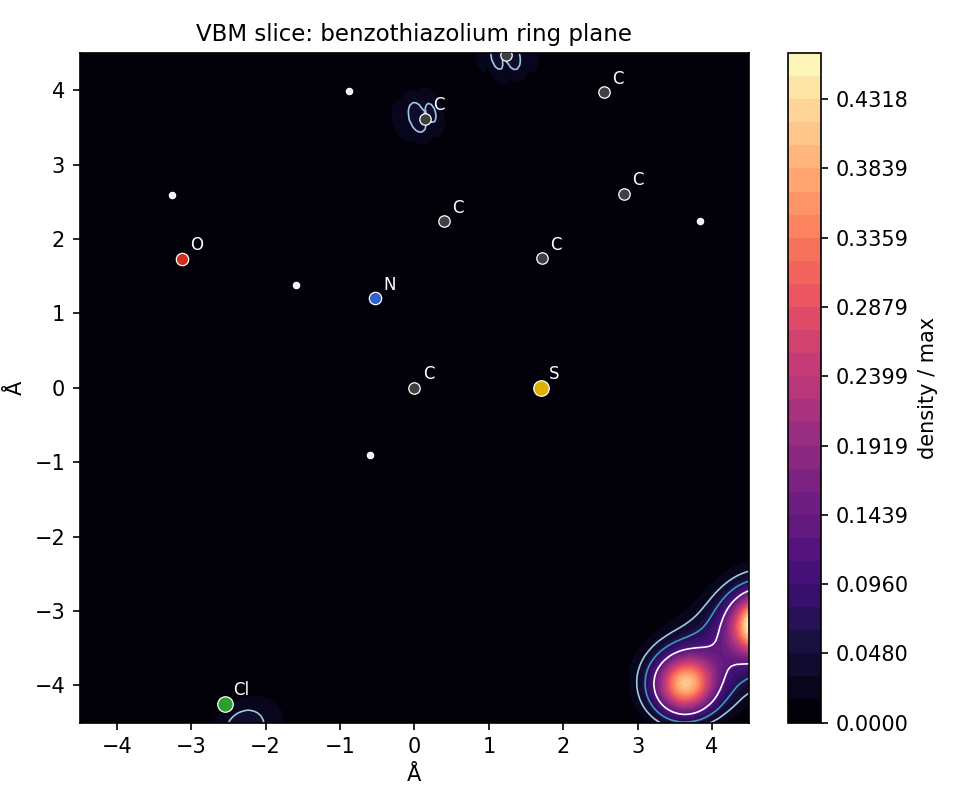 VBM slice: benzothiazolium ring plane
C
C
C
C
C
O
C
N
C
S
Cl
4
3
2
1
0
−1
−2
−3
−4
Å
−4 −3 −2 −1 0 1 2 3 4
Å
0.4318
0.3839
0.3359
0.2879
0.2399
0.1919
0.1439
0.0960
0.0480
0.0000
density / max